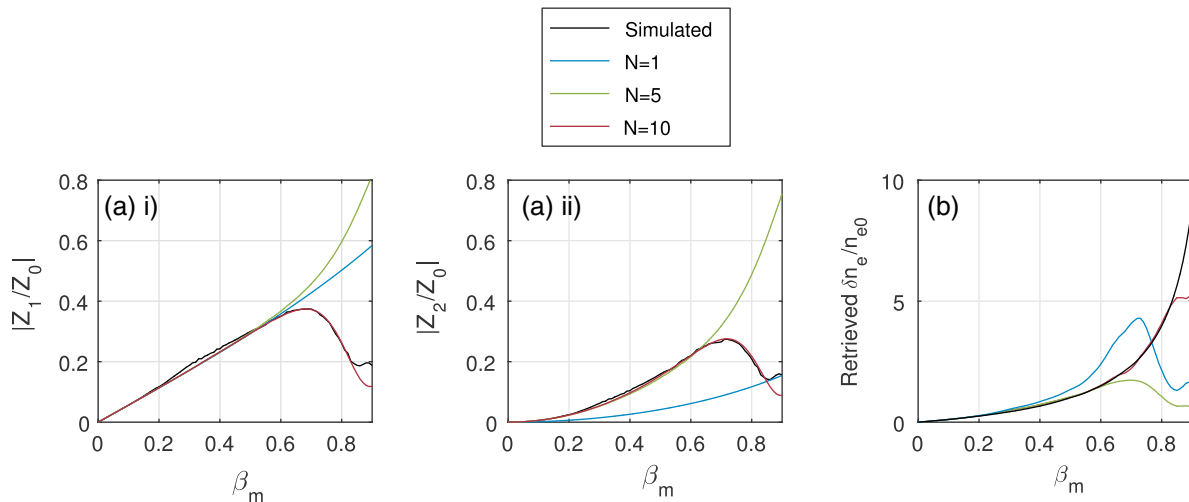 Simulated
N=1
N=5
N=10
(a) i)
|Z1/Z0|
0.8
0.6
0.4
0.2
0
0 0.2 0.4 0.6 0.8
βm
(a) ii)
|Z2/Z0|
0.8
0.6
0.4
0.2
0
0 0.2 0.4 0.6 0.8
βm
(b)
Retrieved δne/ne0
10
5
0
0 0.2 0.4 0.6 0.8
βm